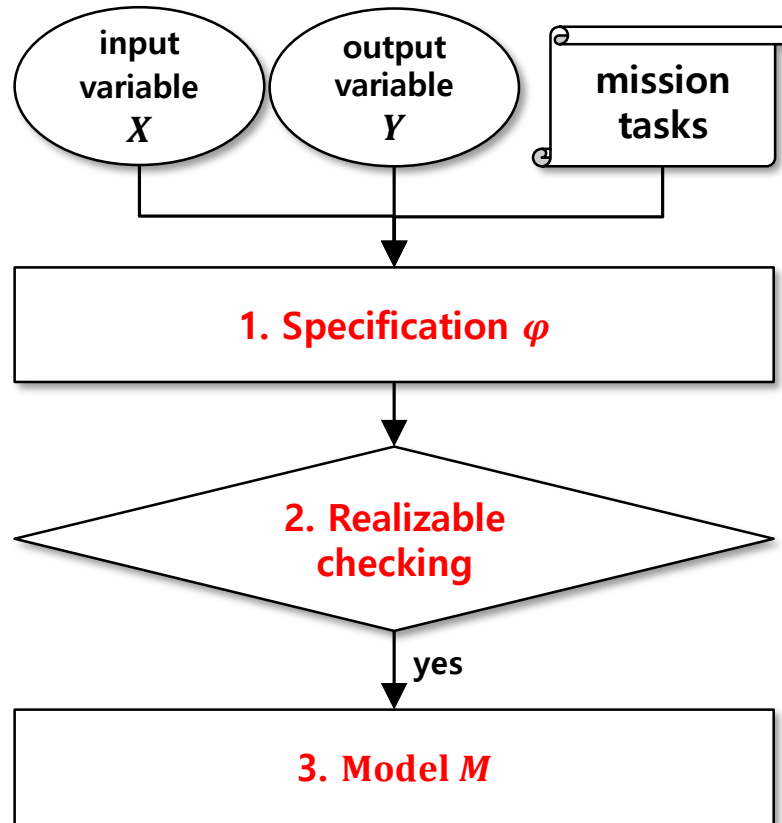 input
variable
X
output
variable
Y
mission
tasks
1. Specification φ
2. Realizable
checking
yes
3. Model M